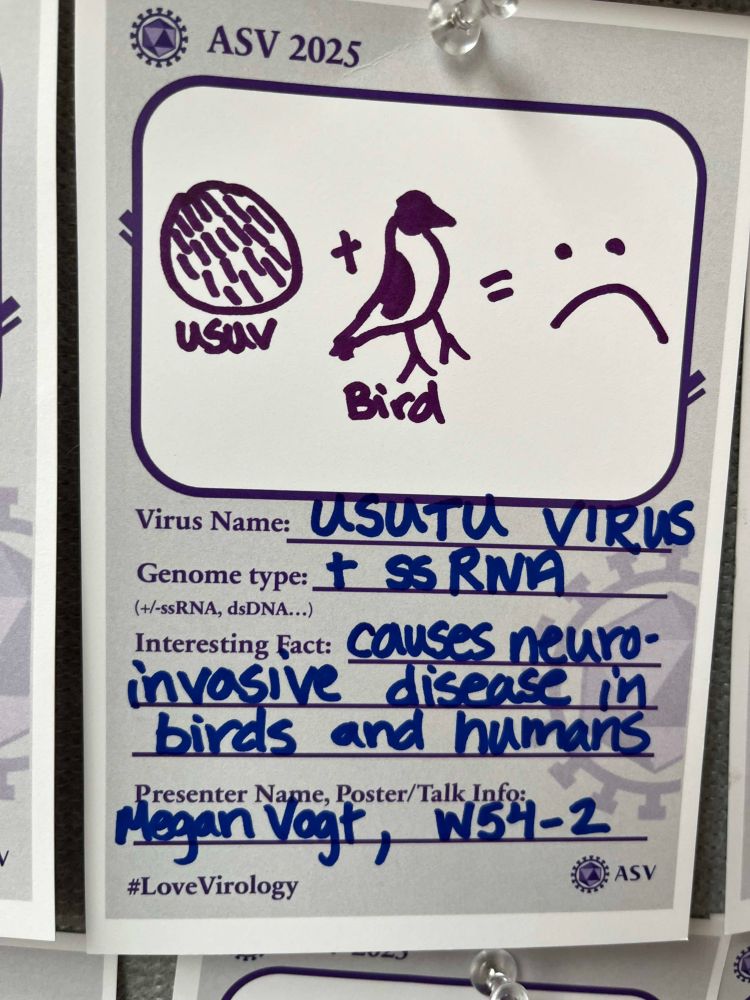 ASV 2025
+
=
USUV
Bird
Virus Name: USUTU VIRUS
Genome type: + ssRNA
(+/-ssRNA, dsDNA...)
Interesting Fact: causes neuro-
invasive disease in
birds and humans
Presenter Name, Poster/Talk Info:
Megan Vogt, W54-2
#LoveVirology
ASV